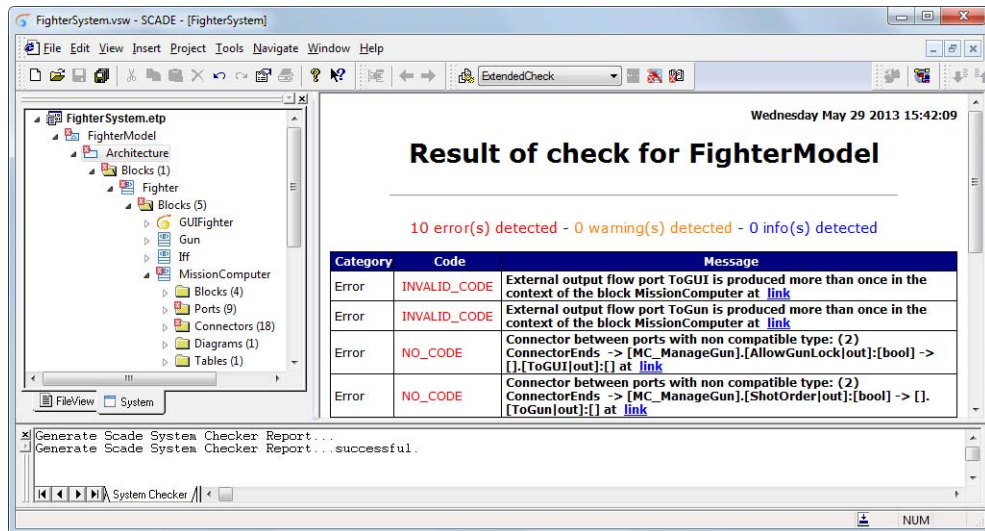 FighterSystem.vsw - SCADE - [FighterSystem]
File Edit View Insert Project Tools Navigate Window Help
ExtendedCheck
FighterSystem.etp
FighterModel
Architecture
Blocks (1)
Fighter
Blocks (5)
GUIFighter
Gun
Iff
MissionComputer
Blocks (4)
Ports (9)
Connectors (18)
Diagrams (1)
Tables (1)
FileView System
Wednesday May 29 2013 15:42:09
Result of check for FighterModel
10 error(s) detected - 0 warning(s) detected - 0 info(s) detected
Category Code Message
Error INVALID_CODE External output flow port ToGUI is produced more than once in the
context of the block MissionComputer at link
Error INVALID_CODE External output flow port ToGun is produced more than once in the
context of the block MissionComputer at link
Error NO_CODE Connector between ports with non compatible type: (2)
ConnectorEnds -> [MC_ManageGun].[AllowGunLock|out]:[bool] ->
[].[ToGUI|out]:[] at link
Error NO_CODE Connector between ports with non compatible type: (2)
ConnectorEnds -> [MC_ManageGun].[ShotOrder|out]:[bool] -> [].
[ToGun|out]:[] at link
Generate Scade System Checker Report...
Generate Scade System Checker Report...successful.
System Checker
NUM